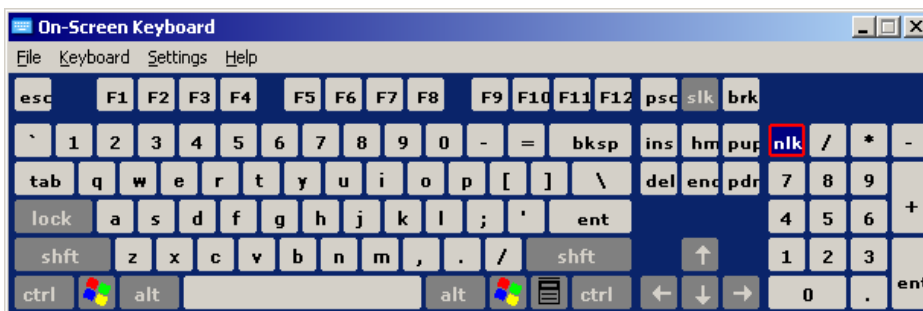 On-Screen Keyboard
File Keyboard Settings Help
esc F1 F2 F3 F4 F5 F6 F7 F8 F9 F10 F11 F12 psc slk brk
` 1 2 3 4 5 6 7 8 9 0 - = bksp ins hm pup nlk / * -
tab q w e r t y u i o p [ ] \ del end pdn 7 8 9 +
lock a s d f g h j k l ; ' ent 4 5 6
shft z x c v b n m , . / shft ↑ 1 2 3 ent
ctrl alt alt ctrl ← ↓ → 0 .